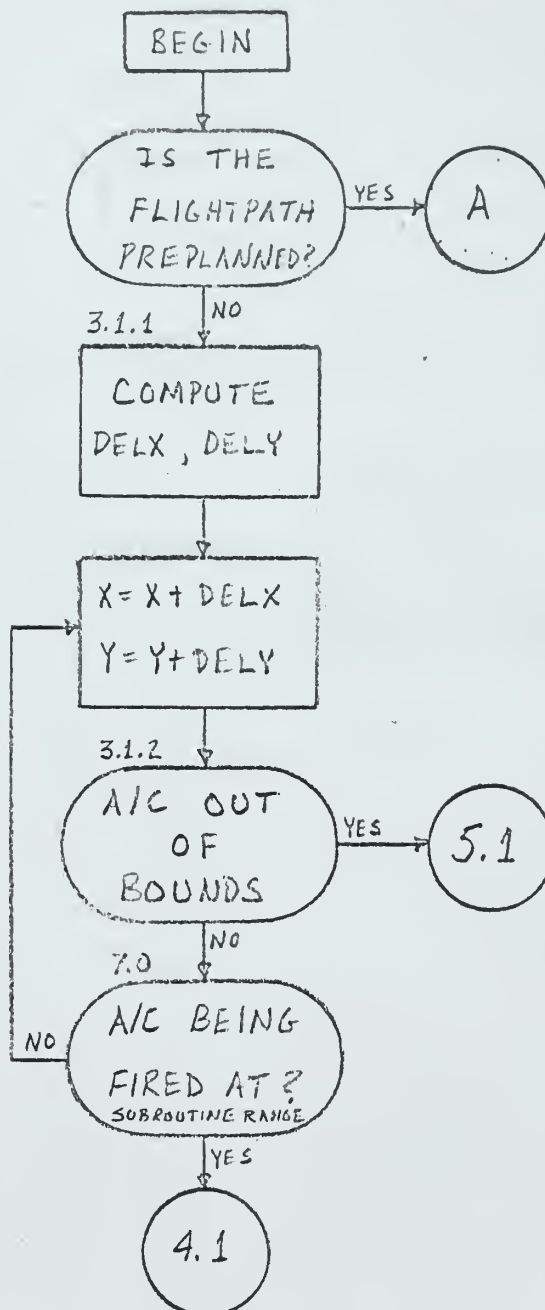 BEGIN
IS THE
FLIGHTPATH
PREPLANNED?
YES
A
NO
3.1.1
COMPUTE
DELX, DELY
X = X + DELX
Y = Y + DELY
3.1.2
A/C OUT
OF
BOUNDS
YES
5.1
NO
7.0
A/C BEING
FIRED AT?
SUBROUTINE RANGE
NO
YES
4.1